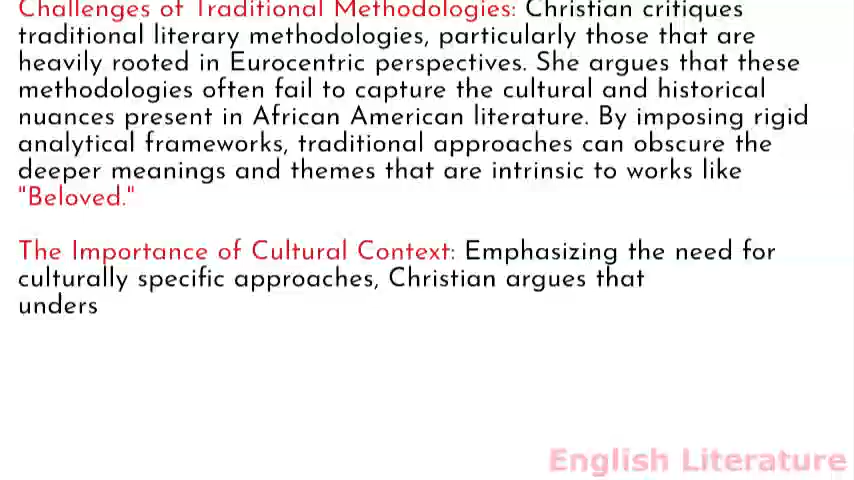 Challenges of Traditional Methodologies: Christian critiques
traditional literary methodologies, particularly those that are
heavily rooted in Eurocentric perspectives. She argues that these
methodologies often fail to capture the cultural and historical
nuances present in African American literature. By imposing rigid
analytical frameworks, traditional approaches can obscure the
deeper meanings and themes that are intrinsic to works like
"Beloved."
The Importance of Cultural Context: Emphasizing the need for
culturally specific approaches, Christian argues that
unders
English Literature